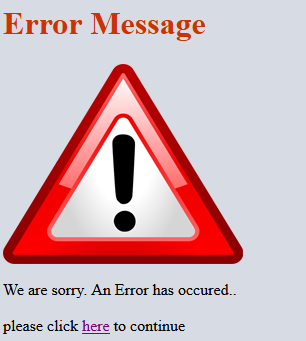 Error Message
We are sorry. An Error has occured..
please click here to continue